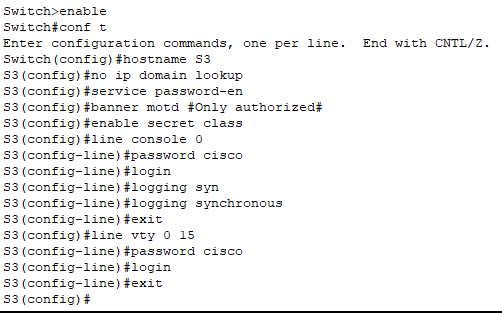 Switch>enable
Switch#conf t
Enter configuration commands, one per line.  End with CNTL/Z.
Switch(config)#hostname S3
S3(config)#no ip domain lookup
S3(config)#service password-en
S3(config)#banner motd #Only authorized#
S3(config)#enable secret class
S3(config)#line console 0
S3(config-line)#password cisco
S3(config-line)#login
S3(config-line)#logging syn
S3(config-line)#logging synchronous
S3(config-line)#exit
S3(config)#line vty 0 15
S3(config-line)#password cisco
S3(config-line)#login
S3(config-line)#exit
S3(config)#